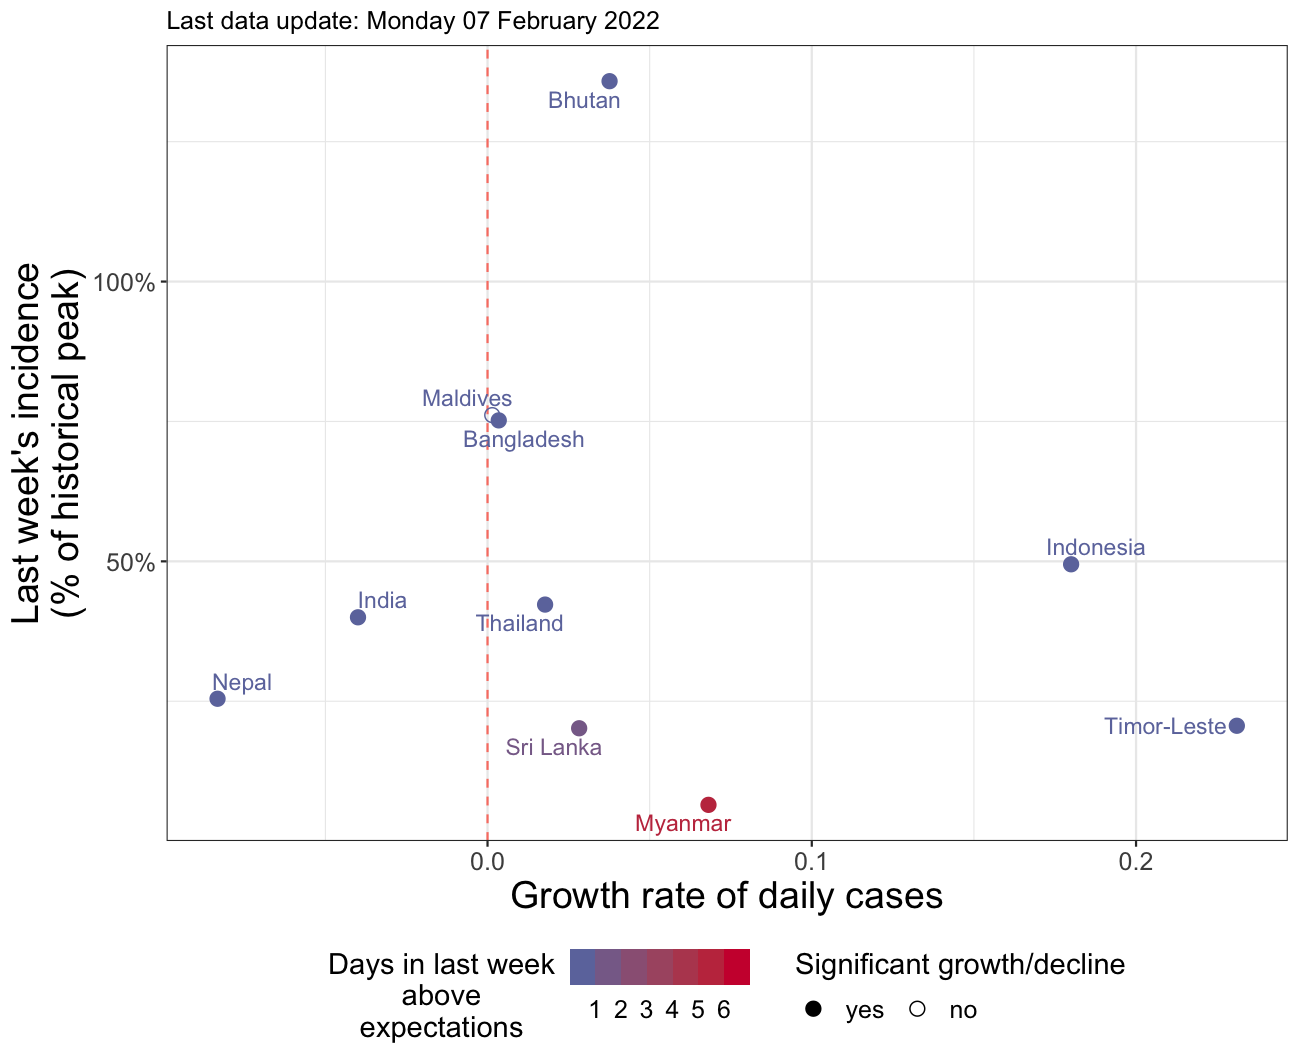 Last data update: Monday 07 February 2022
Bhutan
100%
Maldives
Bangladesh
Indonesia
50%
India
Thailand
Nepal
Timor-Leste
Sri Lanka
Myanmar
Last week's incidence
(% of historical peak)
0.0 0.1 0.2
Growth rate of daily cases
Days in last week
above
expectations
1 2 3 4 5 6
Significant growth/decline
yes no